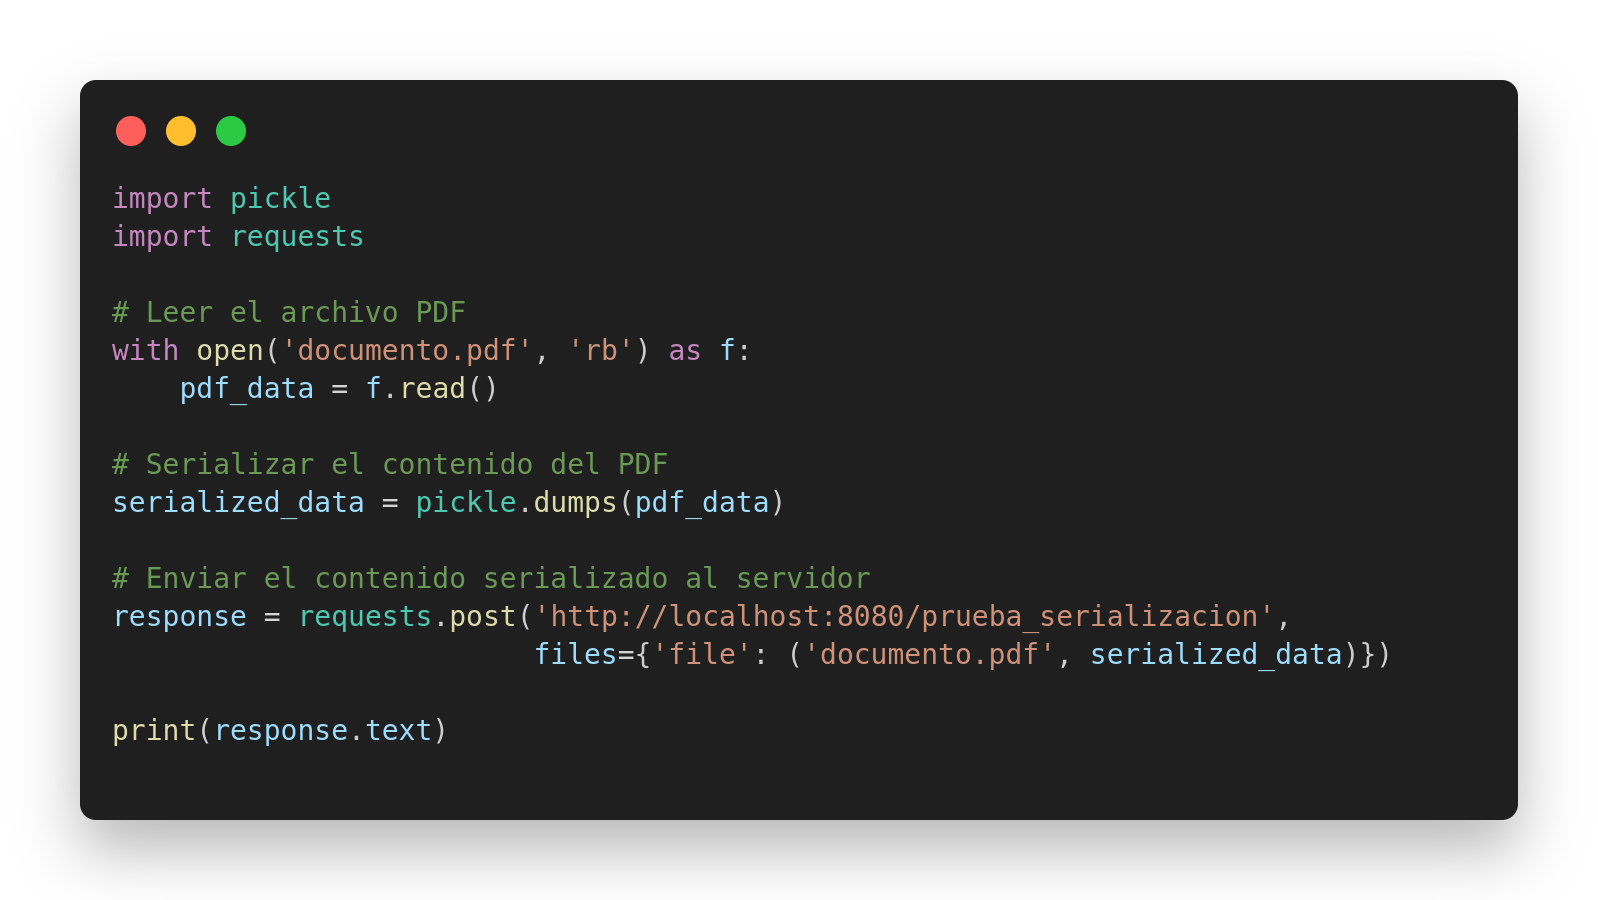 import pickle
import requests
# Leer el archivo PDF
with open('documento.pdf', 'rb') as f:
    pdf_data = f.read()
# Serializar el contenido del PDF
serialized_data = pickle.dumps(pdf_data)
# Enviar el contenido serializado al servidor
response = requests.post('http://localhost:8080/prueba_serializacion',
                         files={'file': ('documento.pdf', serialized_data)})
print(response.text)